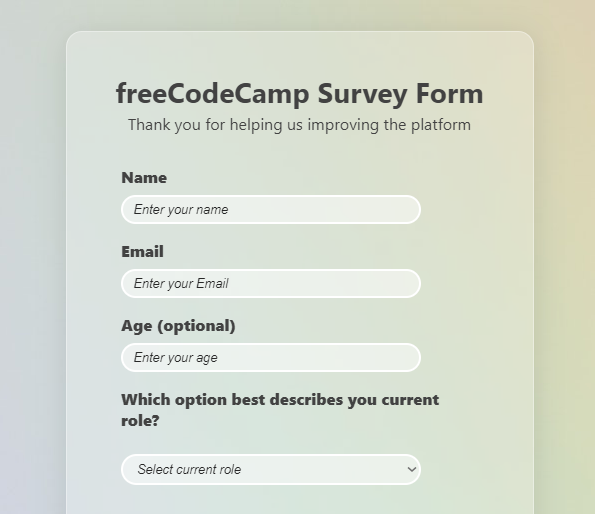 freeCodeCamp Survey Form
Thank you for helping us improving the platform
Name
Enter your name
Email
Enter your Email
Age (optional)
Enter your age
Which option best describes you current
role?
Select current role